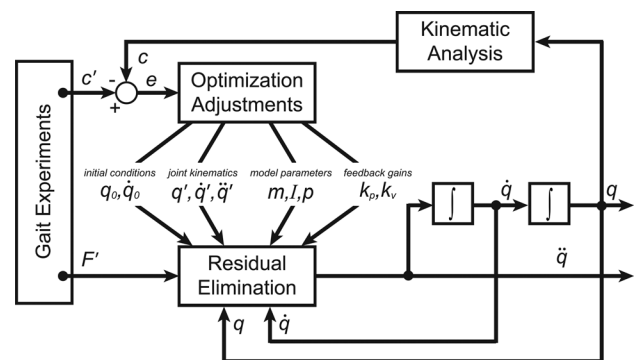 Kinematic
Analysis
c
c′
-
+
e
Optimization
Adjustments
Gait Experiments
initial conditions
q₀,q̇₀
joint kinematics
q′,q̇′,q̈′
model parameters
m,I,p
feedback gains
kₚ,kᵥ
∫
q̇
∫
q
F′
Residual
Elimination
q̈
q
q̇